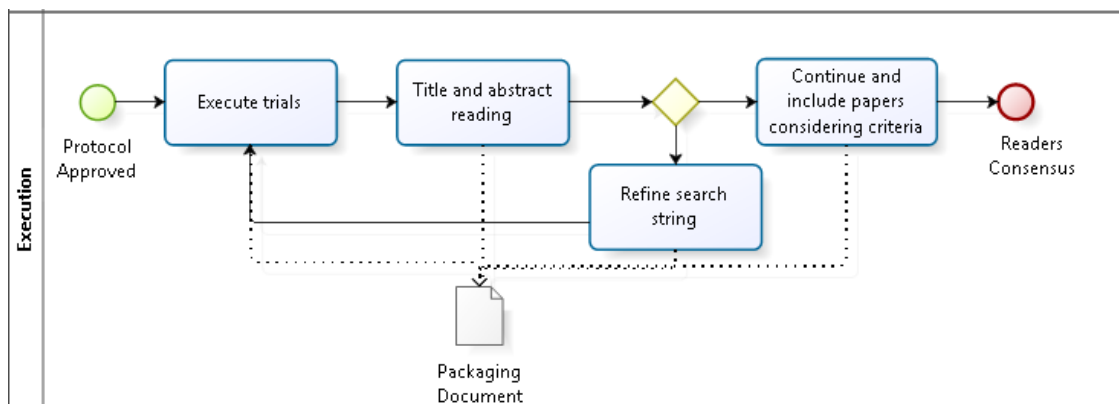 Execution
Protocol
Approved
Execute trials
Title and abstract
reading
Continue and
include papers
considering criteria
Readers
Consensus
Refine search
string
Packaging
Document